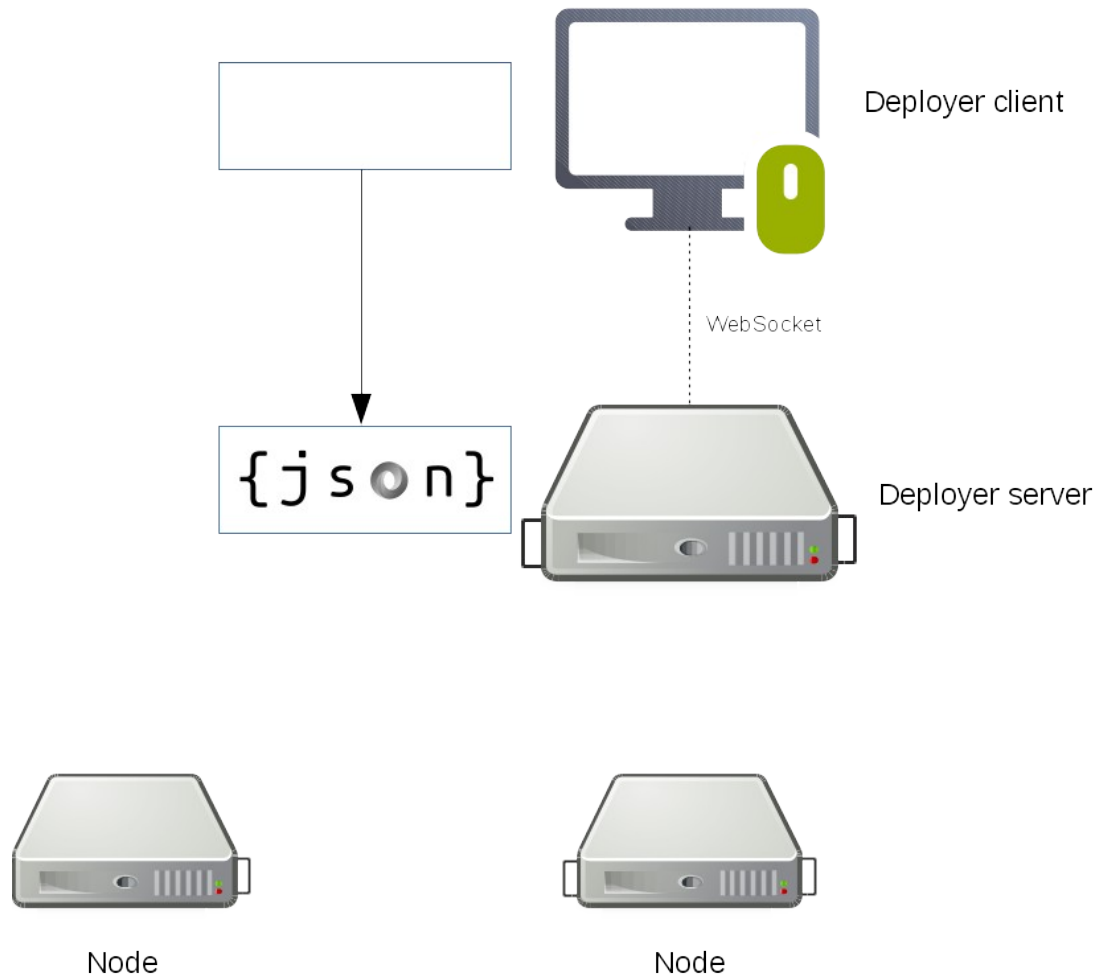 Deployer client
WebSocket
{json}
Deployer server
Node
Node